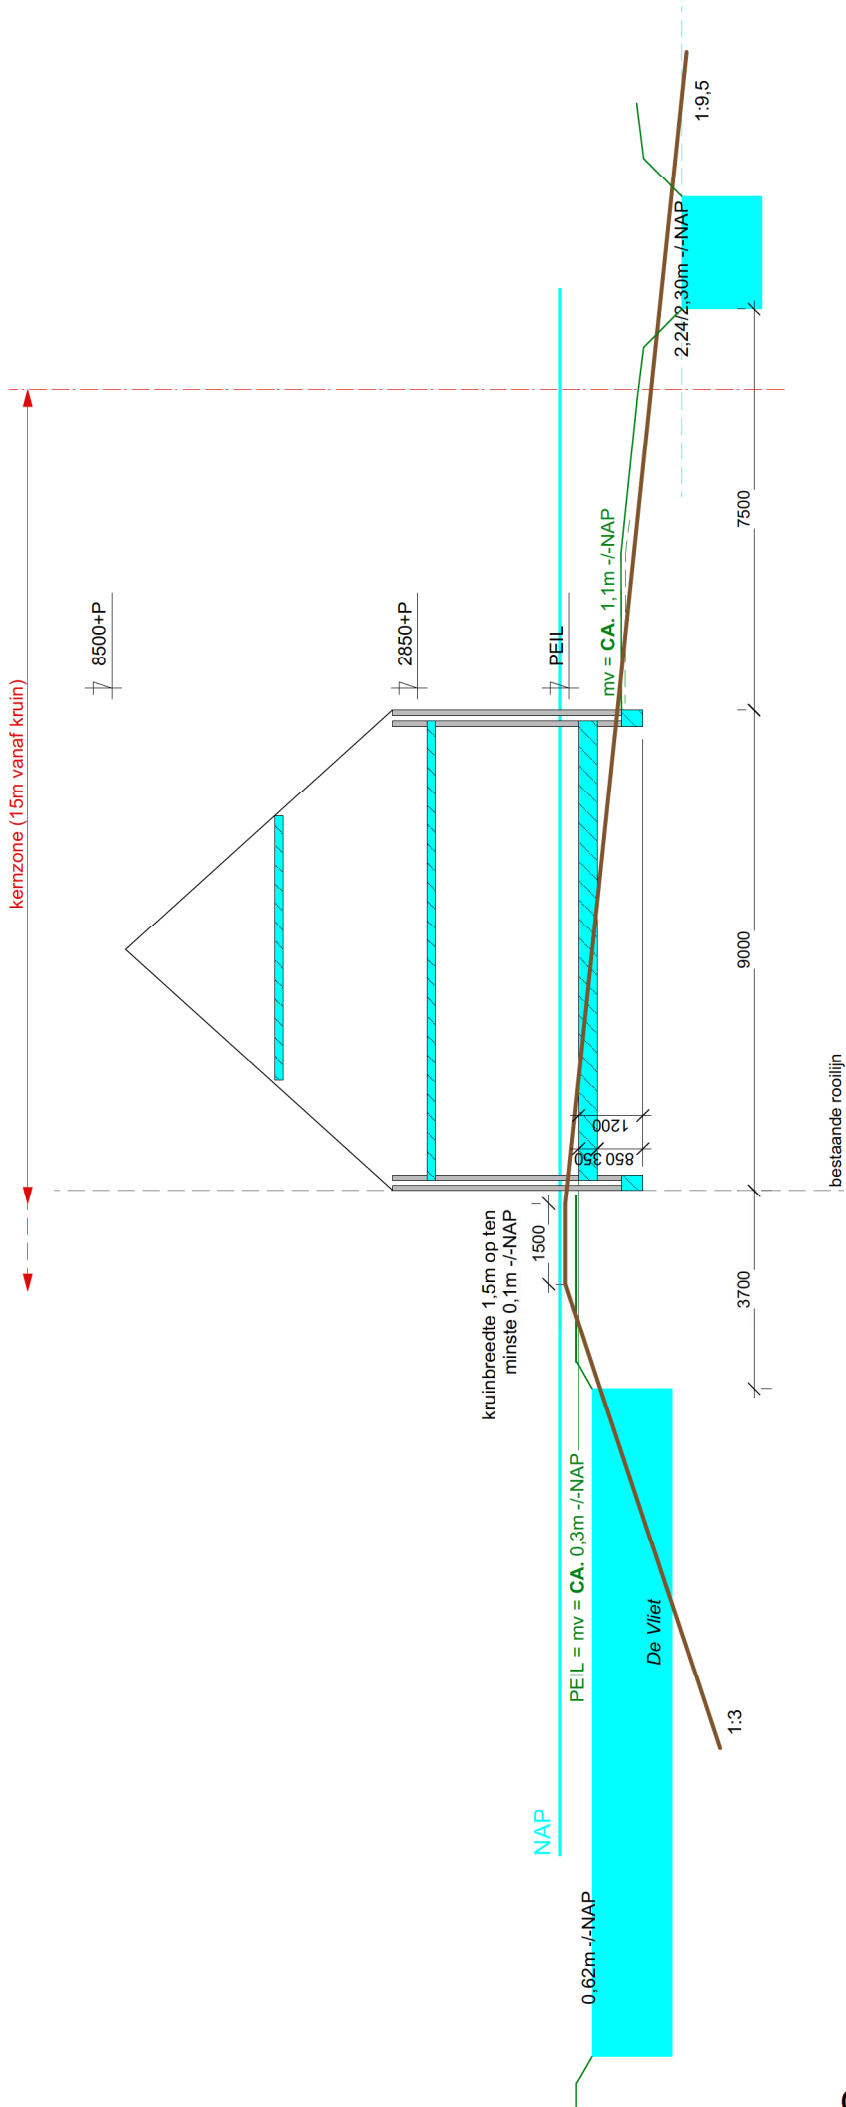 kernzone (15m vanaf kruin)
8500+P
2850+P
PEIL
NAP
kruinbreedte 1,5m op ten
minste 0,1m -/-NAP
1500
PEIL = mv = CA. 0,3m -/-NAP
mv = CA. 1,1m -/-NAP
0,62m -/-NAP
2,24/2,30m -/-NAP
De Vliet
1:3
1:9,5
350
850
1200
3700
9000
7500
bestaande rooilijn